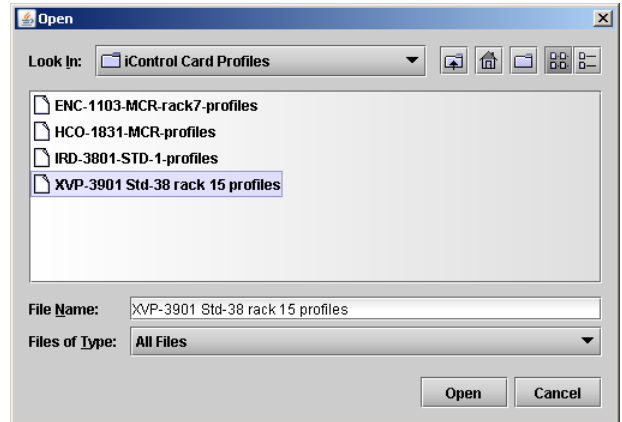 Open
Look In: iControl Card Profiles
ENC-1103-MCR-rack7-profiles
HCO-1831-MCR-profiles
IRD-3801-STD-1-profiles
XVP-3901 Std-38 rack 15 profiles
File Name: XVP-3901 Std-38 rack 15 profiles
Files of Type: All Files
Open Cancel